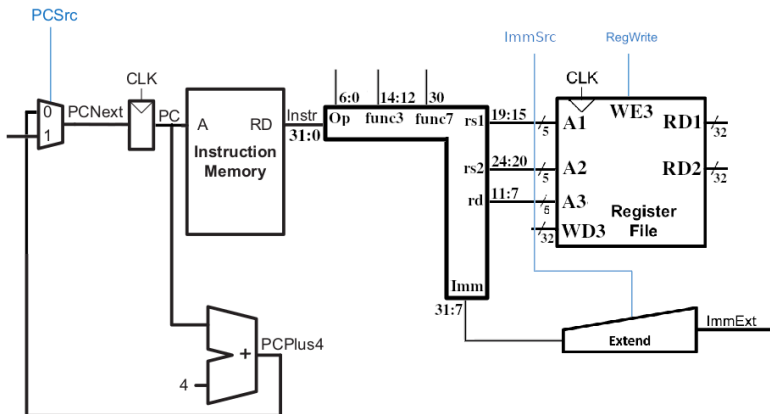 PCSrc
ImmSrc
RegWrite
CLK
CLK
6:0
14:12
30
0
1
PCNext
PC
A
RD
Instr
31:0
Instruction
Memory
Op
func3
func7
rs1
19:15
5
A1
WE3
RD1
32
rs2
24:20
5
A2
RD2
32
rd
11:7
5
A3
32
WD3
Register
File
Imm
31:7
Extend
ImmExt
+
PCPlus4
4